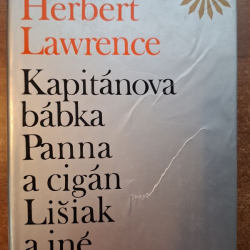 Herbert
Lawrence
Kapitánova
bábka
Panna
a cigán
Lišiak
a iné